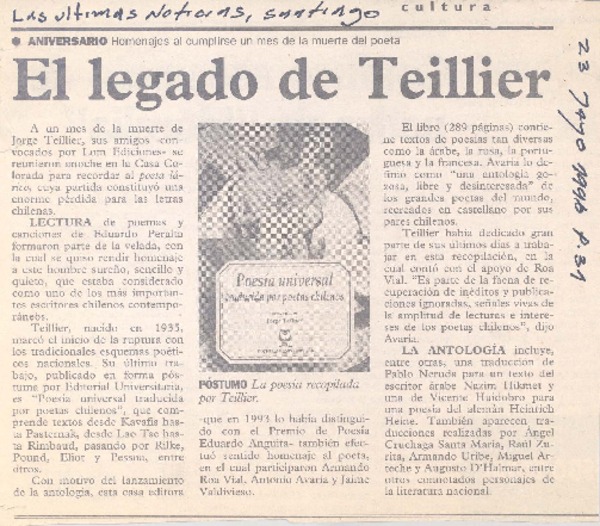 Las Ultimas Noticias, Santiago
cultura
● ANIVERSARIO Homenajes al cumplirse un mes de la muerte del poeta
El legado de Teillier
A un mes de la muerte de
Jorge Teillier, sus amigos -con-
vocados por Lom Ediciones- se
reunieron anoche en la Casa Co-
lorada para recordar al poeta lá-
rico, cuya partida constituyó una
enorme pérdida para las letras
chilenas.
LECTURA de poemas y
canciones de Eduardo Peralta
formaron parte de la velada, con
la cual se quiso rendir homenaje
a este hombre sureño, sencillo y
quieto, que estaba considerado
como uno de los más importan-
tes escritores chilenos contempo-
ráneos.
Teillier, nacido en 1935,
marcó el inicio de la ruptura con
los tradicionales esquemas poéti-
cos nacionales. Su último traba-
jo, publicado en forma póstu-
ma por Editorial Universitaria,
es "Poesía universal traducida
por poetas chilenos", que com-
prende textos desde Kavafis has-
ta Pasternak, desde Lao Tao has-
ta Rimbaud, pasando por Rilke,
Pound, Eliot y Pessoa, entre
otros.
Con motivo del lanzamiento
de la antología, esta casa editora
Poesía universal
traducida por poetas chilenos
Jorge Teillier
PÓSTUMO La poesía recopilada
por Teillier.
-que en 1993 lo había distingui-
do con el Premio de Poesía
Eduardo Anguita- también efec-
tuó sentido homenaje al poeta,
en el cual participaron Armando
Roa Vial, Antonio Avaria y Jaime
Valdivieso.
El libro (289 páginas) contie-
ne textos de poesías tan diversas
como la árabe, la rusa, la portu-
guesa y la francesa. Avaria lo de-
fimo como "una antología go-
zosa, libre y desinteresada" de
los grandes poetas del mundo,
recreados en castellano por sus
pares chilenos.
Teillier había dedicado gran
parte de sus últimos días a traba-
jar en esta recopilación, en la
cual contó con el apoyo de Roa
Vial. "Es parte de la faena de re-
cuperación de inéditos y publica-
ciones ignoradas, señales vivas de
la amplitud de lecturas e intere-
ses de los poetas chilenos", dijo
Avaria.
LA ANTOLOGÍA incluye,
entre otras, una traducción de
Pablo Neruda para un texto del
escritor árabe Nazim Hikmet y
una de Vicente Huidobro para
una poesía del alemán Heinrich
Heine. También aparecen tra-
ducciones realizadas por Ángel
Cruchaga Santa María, Raúl Zu-
rita, Armando Uribe, Miguel Ar-
teche y Augusto D'Halmar, entre
otros connotados personajes de
la literatura nacional.
23 Mayo 1996 P.31